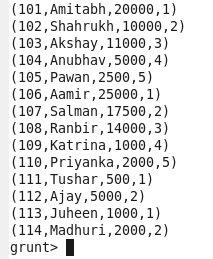 (101,Amitabh,20000,1)
(102,Shahrukh,10000,2)
(103,Akshay,11000,3)
(104,Anubhav,5000,4)
(105,Pawan,2500,5)
(106,Aamir,25000,1)
(107,Salman,17500,2)
(108,Ranbir,14000,3)
(109,Katrina,1000,4)
(110,Priyanka,2000,5)
(111,Tushar,500,1)
(112,Ajay,5000,2)
(113,Juheen,1000,1)
(114,Madhuri,2000,2)
grunt>